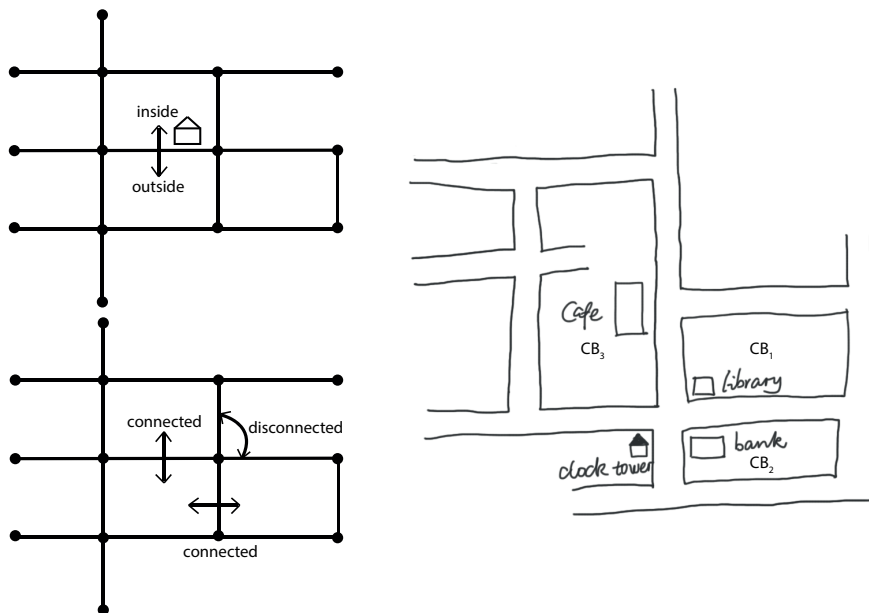 inside
outside
connected
disconnected
connected
Cafe
CB3
CB1
library
bank
CB2
clock tower